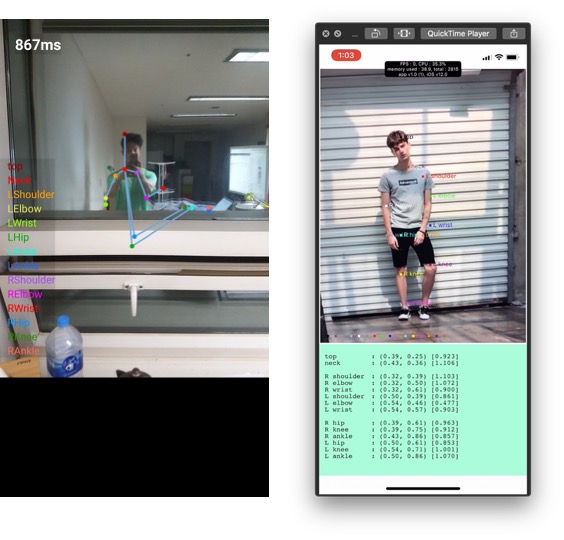 867ms
top
Neck
LShoulder
LElbow
LWrist
LHip
RShoulder
RElbow
RWrist
RHip
RKnee
RAnkle
QuickTime Player
1:03
FPS : 0, CPU : 35.3%
memory used : 38.9, total : 2815
app v1.0 (1), iOS v12.0
L wrist
top       : (0.39, 0.25) [0.923]
neck      : (0.43, 0.36) [1.106]
R shoulder : (0.32, 0.39) [1.103]
R elbow   : (0.32, 0.50) [1.072]
R wrist   : (0.32, 0.61) [0.900]
L shoulder : (0.50, 0.39) [0.861]
L elbow   : (0.54, 0.46) [0.477]
L wrist   : (0.54, 0.57) [0.903]
R hip     : (0.39, 0.61) [0.963]
R knee    : (0.39, 0.75) [0.912]
R ankle   : (0.43, 0.86) [0.857]
L hip     : (0.50, 0.61) [0.853]
L knee    : (0.54, 0.71) [1.001]
L ankle   : (0.50, 0.86) [1.070]